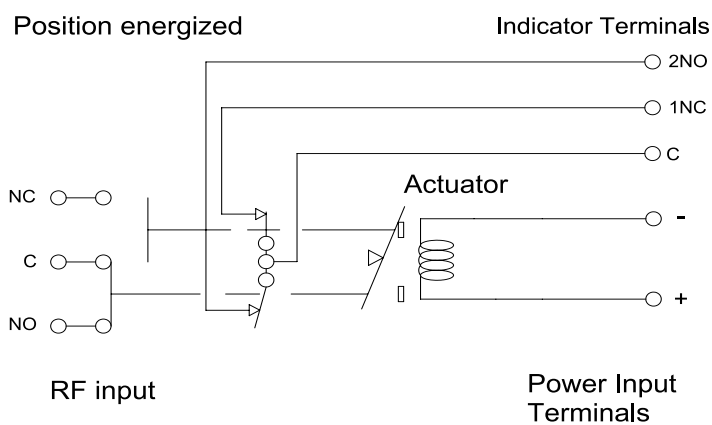 Position energized
Indicator Terminals
2NO
1NC
C
Actuator
NC
-
C
+
NO
RF input
Power Input
Terminals